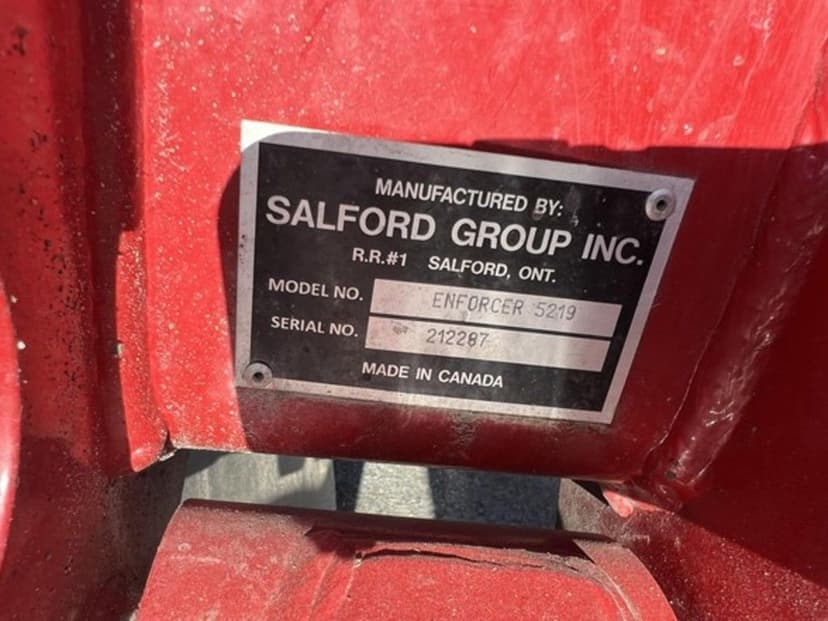 MANUFACTURED BY:
SALFORD GROUP INC.
R.R.#1 SALFORD, ONT.
MODEL NO. ENFORCER 5219
SERIAL NO. 212287
MADE IN CANADA